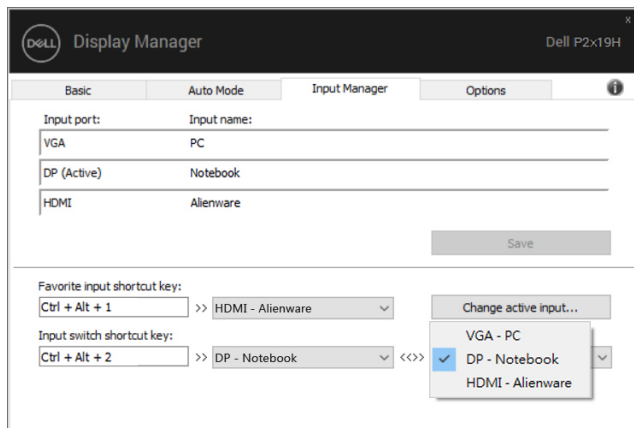 x
DELL Display Manager Dell P2x19H
Basic Auto Mode Input Manager Options i
Input port: Input name:
VGA PC
DP (Active) Notebook
HDMI Alienware
Save
Favorite input shortcut key:
Ctrl + Alt + 1 >> HDMI - Alienware Change active input...
Input switch shortcut key:
Ctrl + Alt + 2 >> DP - Notebook <<>>
VGA - PC
DP - Notebook
HDMI - Alienware